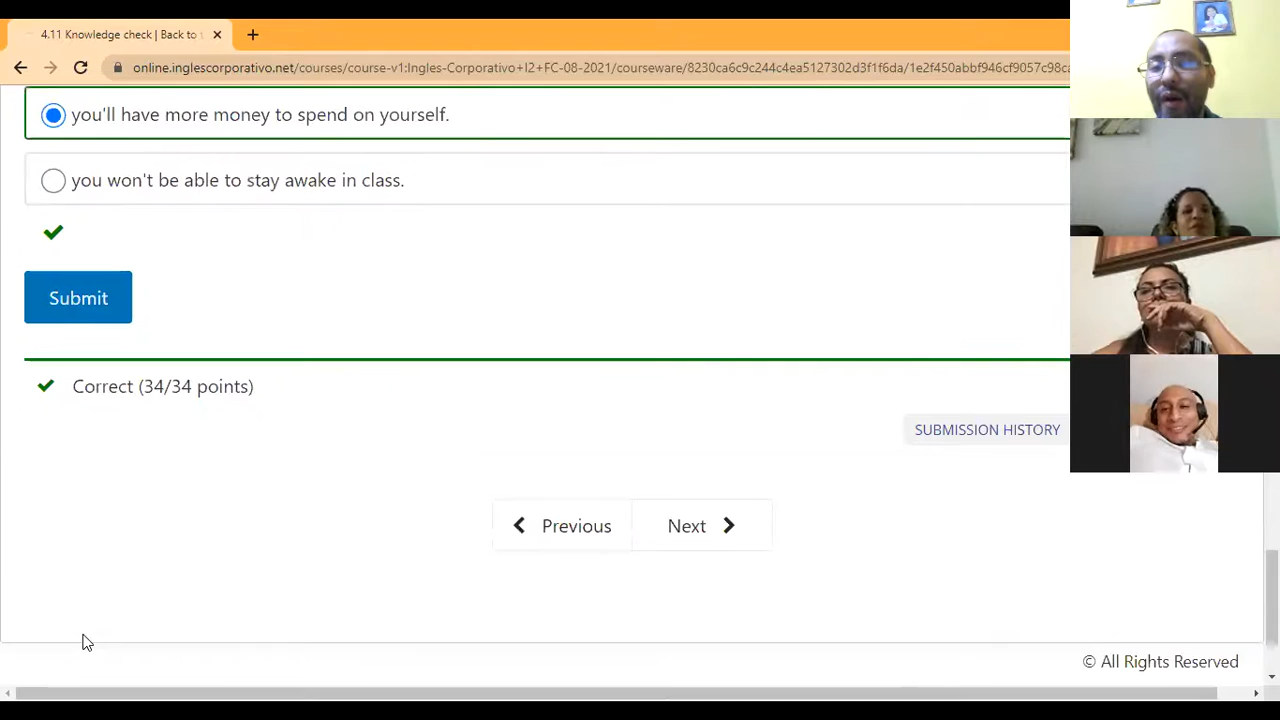 4.11 Knowledge check | Back to
online.inglescorporativo.net/courses/course-v1:Ingles-Corporativo+I2+FC-08-2021/courseware/8230ca6c9c244c4ea5127302d3f1f6da/1e2f450abbf946cf9057c98ca
you'll have more money to spend on yourself.
you won't be able to stay awake in class.
Submit
Correct (34/34 points)
SUBMISSION HISTORY
Previous
Next
© All Rights Reserved